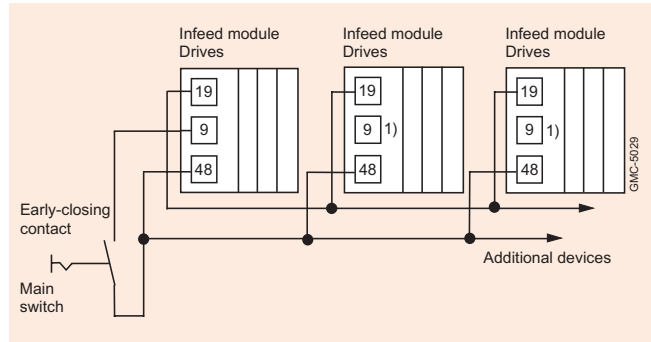 Infeed module
Drives
Infeed module
Drives
Infeed module
Drives
19
19
19
9
9 1)
9 1)
48
48
48
GMC-5029
Early-closing
contact
Additional devices
Main
switch